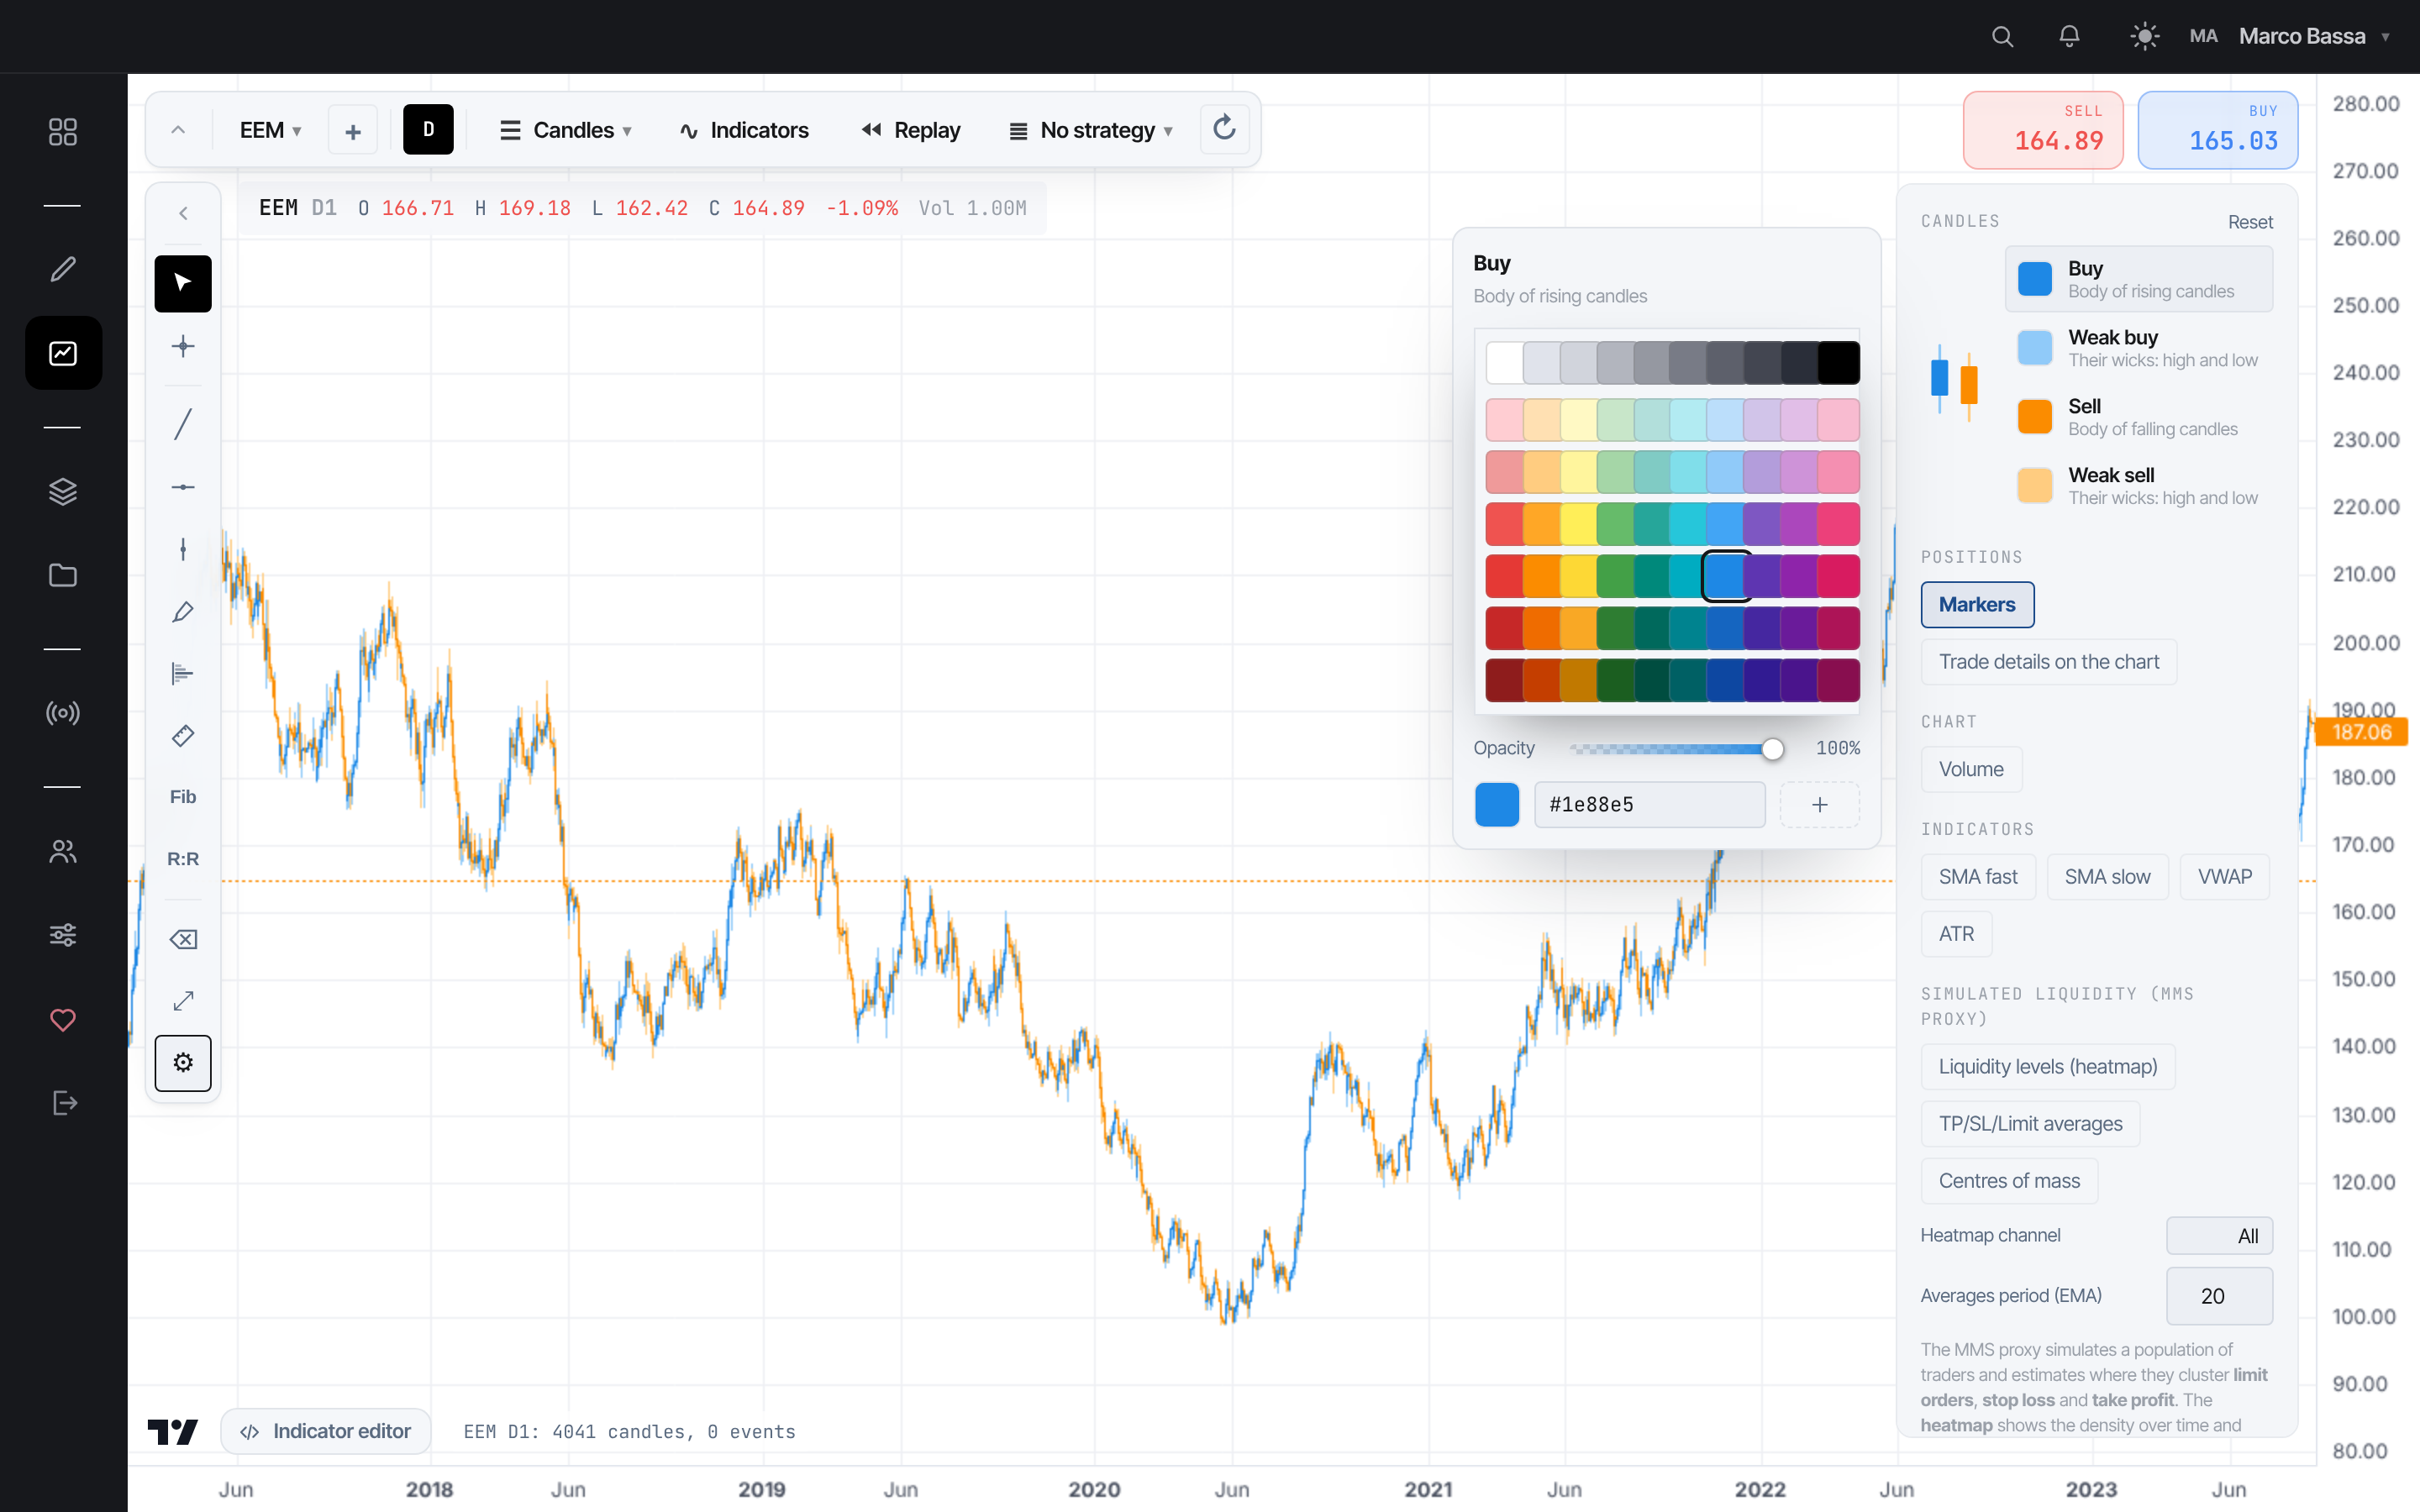 MA Marco Bassa
EEM
D
Candles
Indicators
Replay
No strategy
SELL
164.89
BUY
165.03
EEM D1 O 166.71 H 169.18 L 162.42 C 164.89 -1.09% Vol 1.00M
Fib
R:R
Buy
Body of rising candles
Opacity
100%
#1e88e5
+
CANDLES
Reset
Buy
Body of rising candles
Weak buy
Their wicks: high and low
Sell
Body of falling candles
Weak sell
Their wicks: high and low
POSITIONS
Markers
Trade details on the chart
CHART
Volume
INDICATORS
SMA fast
SMA slow
VWAP
ATR
SIMULATED LIQUIDITY (MMS
PROXY)
Liquidity levels (heatmap)
TP/SL/Limit averages
Centres of mass
Heatmap channel
All
Averages period (EMA)
20
The MMS proxy simulates a population of
traders and estimates where they cluster limit
orders, stop loss and take profit. The
heatmap shows the density over time and
280.00
270.00
260.00
250.00
240.00
230.00
220.00
210.00
200.00
190.00
187.06
180.00
170.00
160.00
150.00
140.00
130.00
120.00
110.00
100.00
90.00
80.00
Indicator editor
EEM D1: 4041 candles, 0 events
Jun 2018 Jun 2019 Jun 2020 Jun 2021 Jun 2022 Jun 2023 Jun